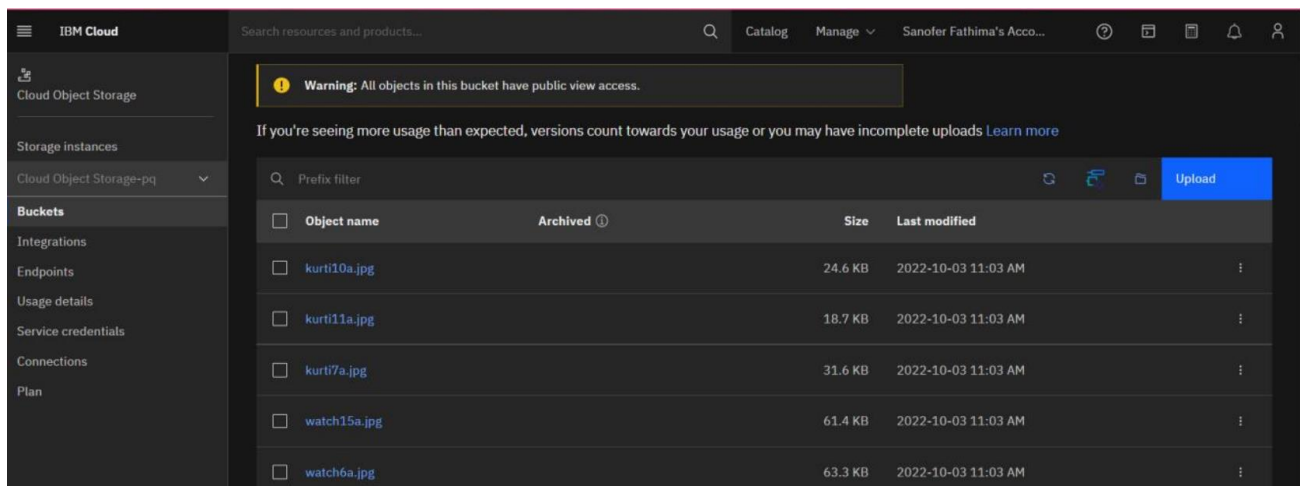 IBM Cloud
Search resources and products...
Catalog
Manage
Sanofer Fathima's Acco...
Cloud Object Storage
Storage instances
Cloud Object Storage-pq
Buckets
Integrations
Endpoints
Usage details
Service credentials
Connections
Plan
Warning: All objects in this bucket have public view access.
If you're seeing more usage than expected, versions count towards your usage or you may have incomplete uploads Learn more
Prefix filter
Upload
Object name Archived Size Last modified
kurti10a.jpg 24.6 KB 2022-10-03 11:03 AM
kurti11a.jpg 18.7 KB 2022-10-03 11:03 AM
kurti7a.jpg 31.6 KB 2022-10-03 11:03 AM
watch15a.jpg 61.4 KB 2022-10-03 11:03 AM
watch6a.jpg 63.3 KB 2022-10-03 11:03 AM